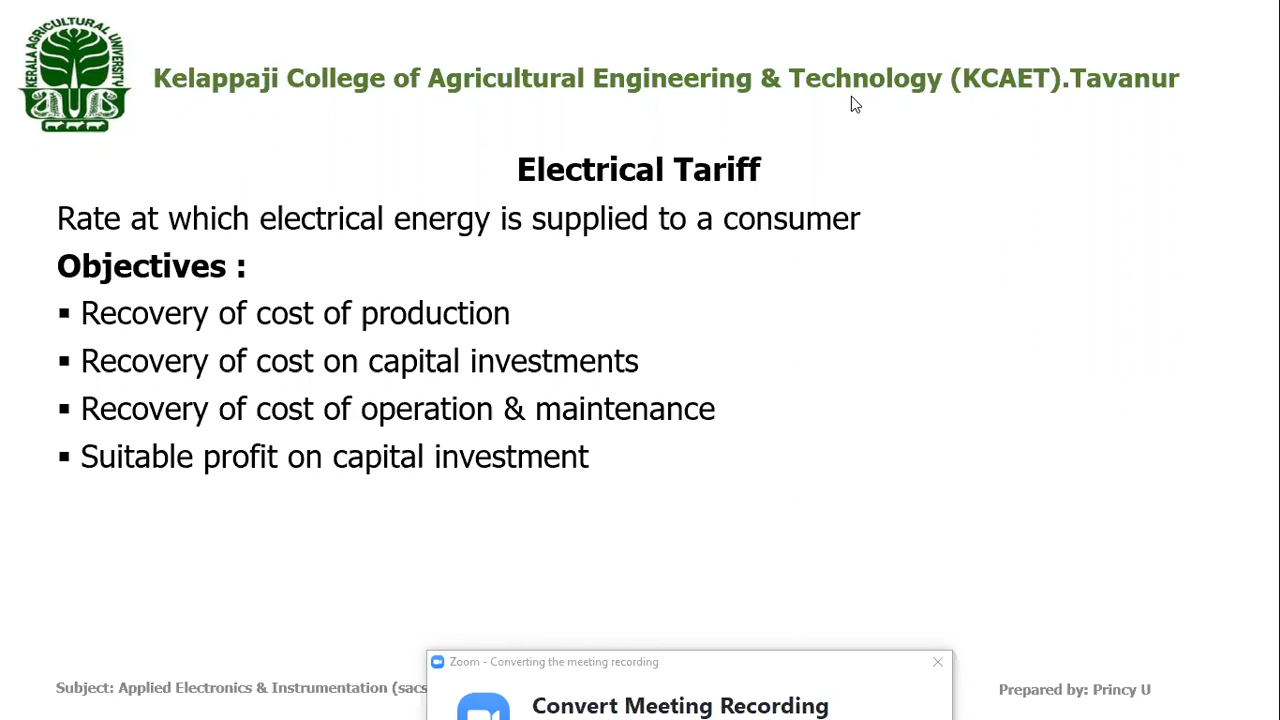 KERALA AGRICULTURAL UNIVERSITY
Kelappaji College of Agricultural Engineering & Technology (KCAET).Tavanur
Electrical Tariff
Rate at which electrical energy is supplied to a consumer
Objectives :
▪ Recovery of cost of production
▪ Recovery of cost on capital investments
▪ Recovery of cost of operation & maintenance
▪ Suitable profit on capital investment
Zoom - Converting the meeting recording
Subject: Applied Electronics & Instrumentation (sacs
Prepared by: Princy U
Convert Meeting Recording